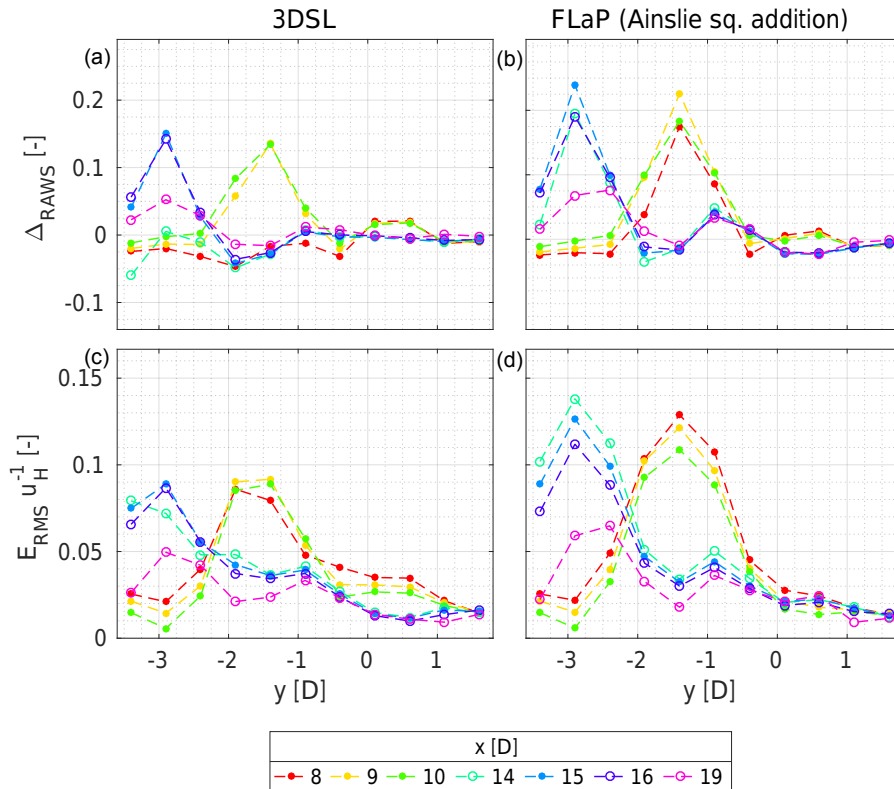 3DSL FLaP (Ainslie sq. addition)
(a) (b)
0.2
0.1
0
-0.1
Δ_RAWS [-]
(c) (d)
0.15
0.1
0.05
0
E_RMS u_H^-1 [-]
-3 -2 -1 0 1 -3 -2 -1 0 1
y [D] y [D]
x [D]
8 9 10 14 15 16 19